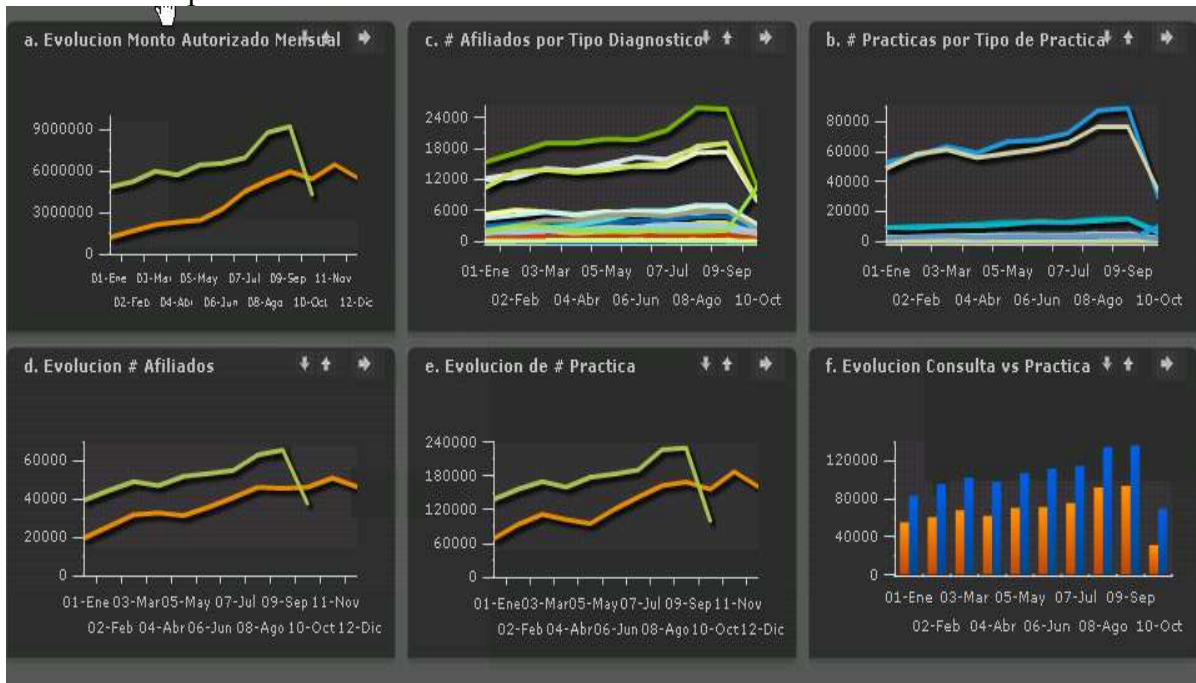 a. Evolucion Monto Autorizado Mensual
9000000
6000000
3000000
0
01-Ene 03-Mar 05-May 07-Jul 09-Sep 11-Nov
02-Feb 04-Abr 06-Jun 08-Ago 10-Oct 12-Dic
c. # Afiliados por Tipo Diagnostico
24000
18000
12000
6000
0
01-Ene 03-Mar 05-May 07-Jul 09-Sep
02-Feb 04-Abr 06-Jun 08-Ago 10-Oct
b. # Practicas por Tipo de Practica
80000
60000
40000
20000
0
01-Ene 03-Mar 05-May 07-Jul 09-Sep
02-Feb 04-Abr 06-Jun 08-Ago 10-Oct
d. Evolucion # Afiliados
60000
40000
20000
0
01-Ene 03-Mar 05-May 07-Jul 09-Sep 11-Nov
02-Feb 04-Abr 06-Jun 08-Ago 10-Oct 12-Dic
e. Evolucion de # Practica
240000
180000
120000
60000
0
01-Ene 03-Mar 05-May 07-Jul 09-Sep 11-Nov
02-Feb 04-Abr 06-Jun 08-Ago 10-Oct 12-Dic
f. Evolucion Consulta vs Practica
120000
80000
40000
0
01-Ene 03-Mar 05-May 07-Jul 09-Sep
02-Feb 04-Abr 06-Jun 08-Ago 10-Oct